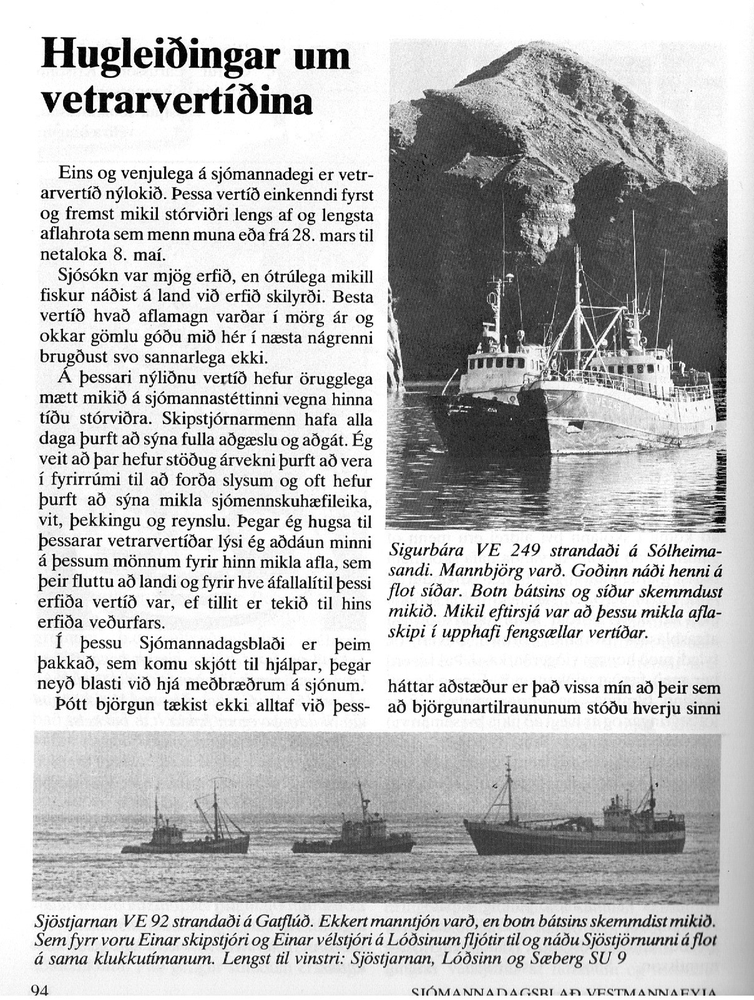 Hugleiðingar um
vetrarvertíðina
Eins og venjulega á sjómannadegi er vetr-
arvertíð nýlokið. Þessa vertíð einkenndi fyrst
og fremst mikil stórviðri lengs af og lengsta
aflahrota sem menn muna eða frá 28. mars til
netaloka 8. maí.
Sjósókn var mjög erfið, en ótrúlega mikill
fiskur náðist á land við erfið skilyrði. Besta
vertíð hvað aflamagn varðar í mörg ár og
okkar gömlu góðu mið hér í næsta nágrenni
brugðust svo sannarlega ekki.
Á þessari nýliðnu vertíð hefur örugglega
mætt mikið á sjómannastéttinni vegna hinna
tíðu stórviðra. Skipstjórnarmenn hafa alla
daga þurft að sýna fulla aðgæslu og aðgát. Ég
veit að þar hefur stöðug árvekni þurft að vera
í fyrirrúmi til að forða slysum og oft hefur
þurft að sýna mikla sjómennskuhæfileika,
vit, þekkingu og reynslu. Þegar ég hugsa til
þessarar vetrarvertíðar lýsi ég aðdáun minni
á þessum mönnum fyrir hinn mikla afla, sem
þeir fluttu að landi og fyrir hve áfallalítil þessi
erfiða vertíð var, ef tillit er tekið til hins
erfiða veðurfars.
Í þessu Sjómannadagsblaði er þeim
þakkað, sem komu skjótt til hjálpar, þegar
neyð blasti við hjá meðbræðrum á sjónum.
Þótt björgun tækist ekki alltaf við þess-
Sigurbára VE 249 strandaði á Sólheima-
sandi. Mannbjörg varð. Goðinn náði henni á
flot síðar. Botn bátsins og síður skemmdust
mikið. Mikil eftirsjá var að þessu mikla afla-
skipi í upphafi fengsællar vertíðar.
háttar aðstæður er það vissa mín að þeir sem
að björgunartilraununum stóðu hverju sinni
Sjöstjarnan VE 92 strandaði á Gatflúð. Ekkert manntjón varð, en botn bátsins skemmdist mikið.
Sem fyrr voru Einar skipstjóri og Einar vélstjóri á Lóðsinum fljótir til og náðu Sjöstjörnunni á flot
á sama klukkutímanum. Lengst til vinstri: Sjöstjarnan, Lóðsinn og Sæberg SU 9
94
SJÓMANNADAGSBLAÐ VESTMANNAEYJA